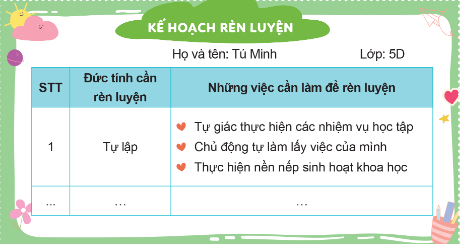 KẾ HOẠCH RÈN LUYỆN
Họ và tên: Tú Minh Lớp: 5D
STT Đức tính cần rèn luyện Những việc cần làm để rèn luyện
1 Tự lập Tự giác thực hiện các nhiệm vụ học tập
Chủ động tự làm lấy việc của mình
Thực hiện nền nếp sinh hoạt khoa học
... ... ...